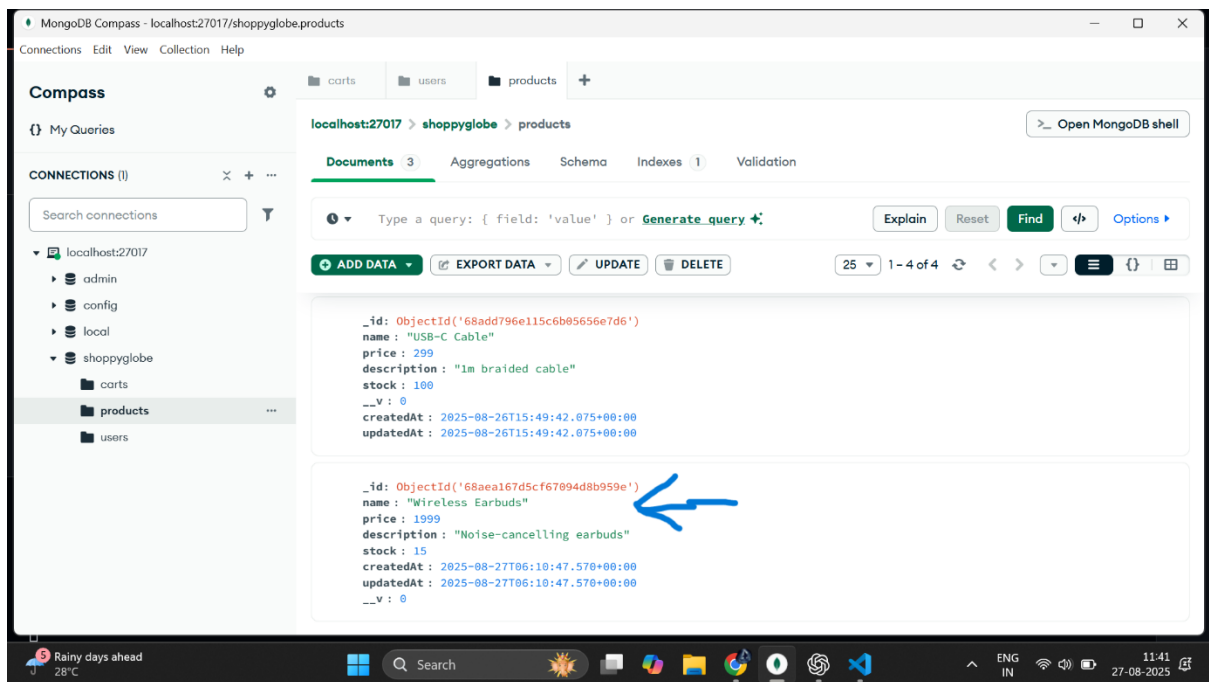 MongoDB Compass - localhost:27017/shoppyglobe.products
Connections Edit View Collection Help
Compass
{} My Queries
CONNECTIONS (1)
Search connections
localhost:27017
admin
config
local
shoppyglobe
carts
products
users
carts users products
localhost:27017 > shoppyglobe > products
>_ Open MongoDB shell
Documents 3 Aggregations Schema Indexes 1 Validation
Type a query: { field: 'value' } or Generate query
Explain Reset Find </> Options
ADD DATA EXPORT DATA UPDATE DELETE
25 1 – 4 of 4 {}
_id: ObjectId('68add796e115c6b05656e7d6')
name : "USB-C Cable"
price : 299
description : "1m braided cable"
stock : 100
__v : 0
createdAt : 2025-08-26T15:49:42.075+00:00
updatedAt : 2025-08-26T15:49:42.075+00:00
_id: ObjectId('68aea167d5cf67094d8b959e')
name : "Wireless Earbuds"
price : 1999
description : "Noise-cancelling earbuds"
stock : 15
createdAt : 2025-08-27T06:10:47.570+00:00
updatedAt : 2025-08-27T06:10:47.570+00:00
__v : 0
5
Rainy days ahead
28°C
Search
ENG
IN
11:41
27-08-2025